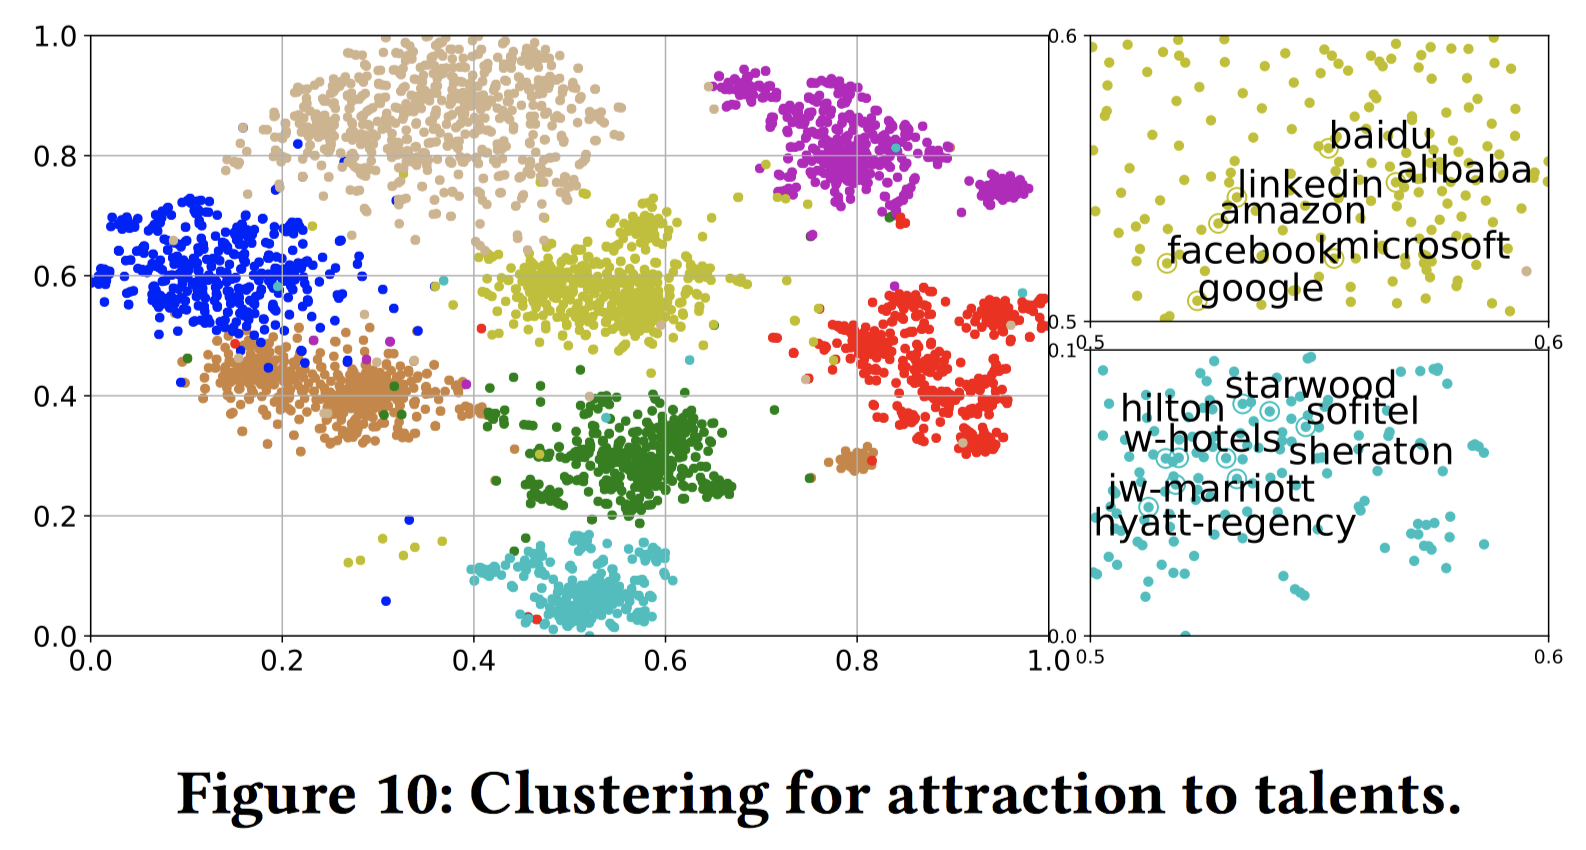 1.0
0.8
0.6
0.4
0.2
0.0
0.0 0.2 0.4 0.6 0.8 1.0
0.6
baidu
alibaba
linkedin
amazon
facebook
microsoft
google
0.5
0.5 0.6
0.1
starwood
hilton
sofitel
w-hotels
sheraton
jw-marriott
hyatt-regency
0.0
0.5 0.6
Figure 10: Clustering for attraction to talents.